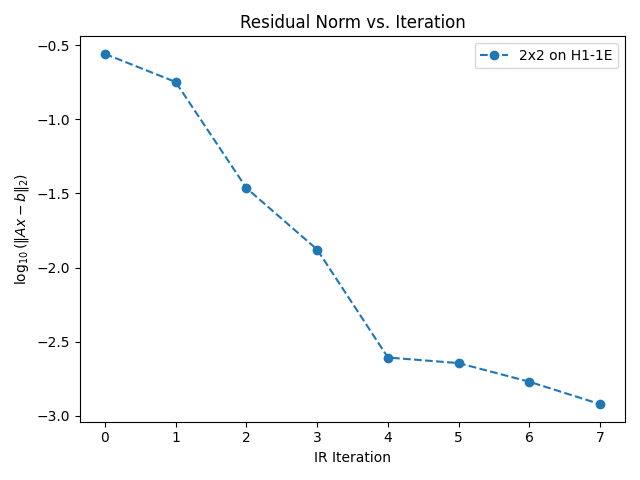 Residual Norm vs. Iteration
2x2 on H1-1E
log₁₀(‖Ax − b‖₂)
−0.5
−1.0
−1.5
−2.0
−2.5
−3.0
0 1 2 3 4 5 6 7
IR Iteration